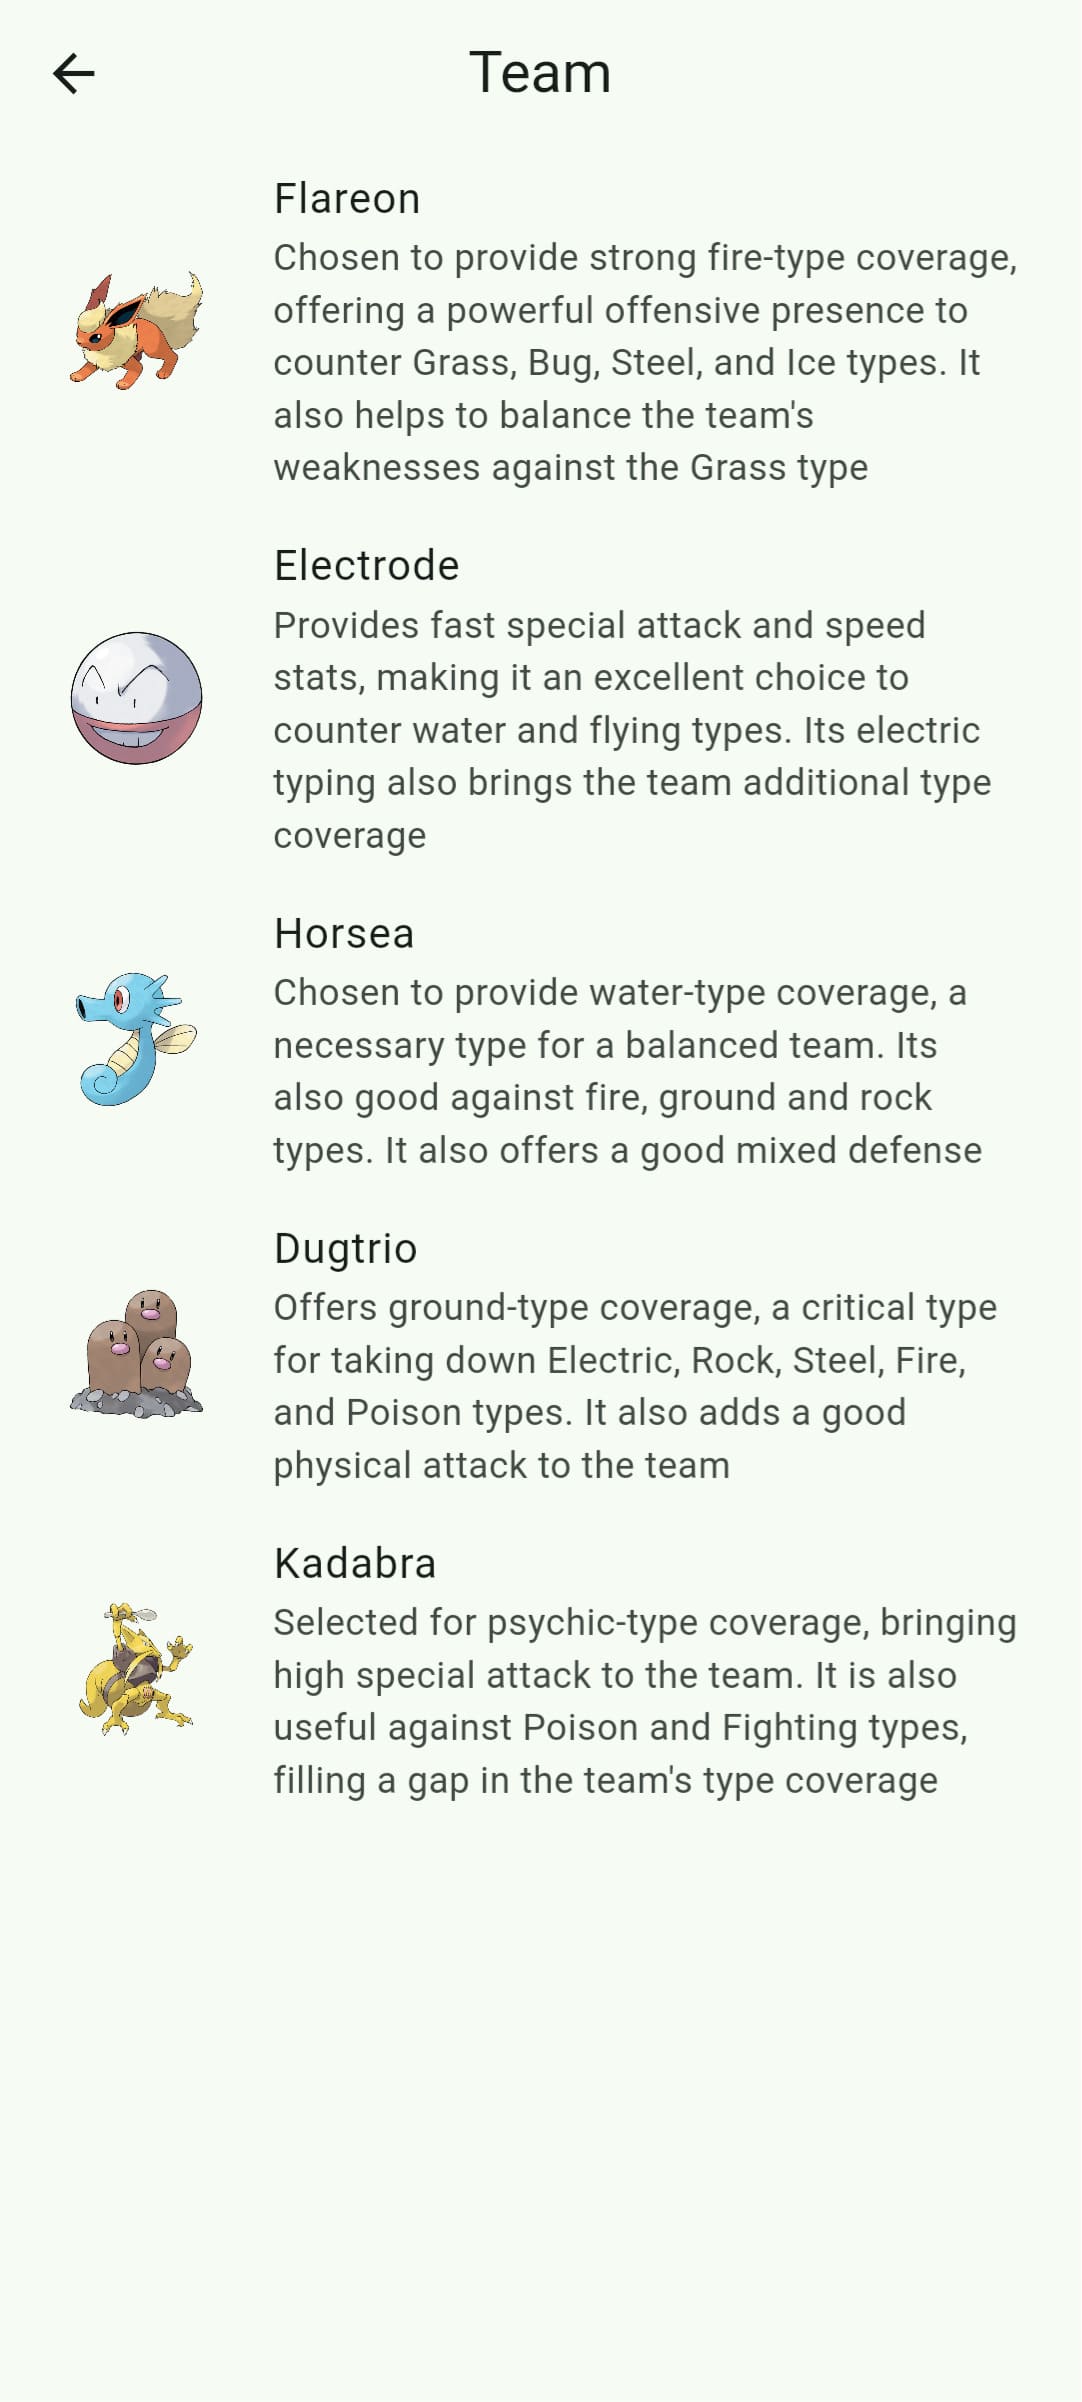 Team
Flareon
Chosen to provide strong fire-type coverage,
offering a powerful offensive presence to
counter Grass, Bug, Steel, and Ice types. It
also helps to balance the team's
weaknesses against the Grass type
Electrode
Provides fast special attack and speed
stats, making it an excellent choice to
counter water and flying types. Its electric
typing also brings the team additional type
coverage
Horsea
Chosen to provide water-type coverage, a
necessary type for a balanced team. Its
also good against fire, ground and rock
types. It also offers a good mixed defense
Dugtrio
Offers ground-type coverage, a critical type
for taking down Electric, Rock, Steel, Fire,
and Poison types. It also adds a good
physical attack to the team
Kadabra
Selected for psychic-type coverage, bringing
high special attack to the team. It is also
useful against Poison and Fighting types,
filling a gap in the team's type coverage